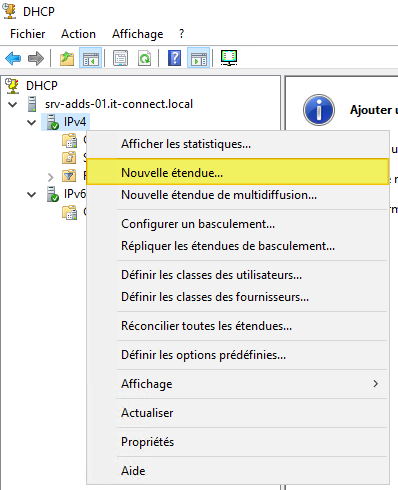 DHCP
Fichier Action Affichage ?
DHCP
srv-adds-01.it-connect.local
IPv4
IPv6
Ajouter u
Afficher les statistiques...
Nouvelle étendue...
Nouvelle étendue de multidiffusion...
Configurer un basculement...
Répliquer les étendues de basculement...
Définir les classes des utilisateurs...
Définir les classes des fournisseurs...
Réconcilier toutes les étendues...
Définir les options prédéfinies...
Affichage
Actualiser
Propriétés
Aide